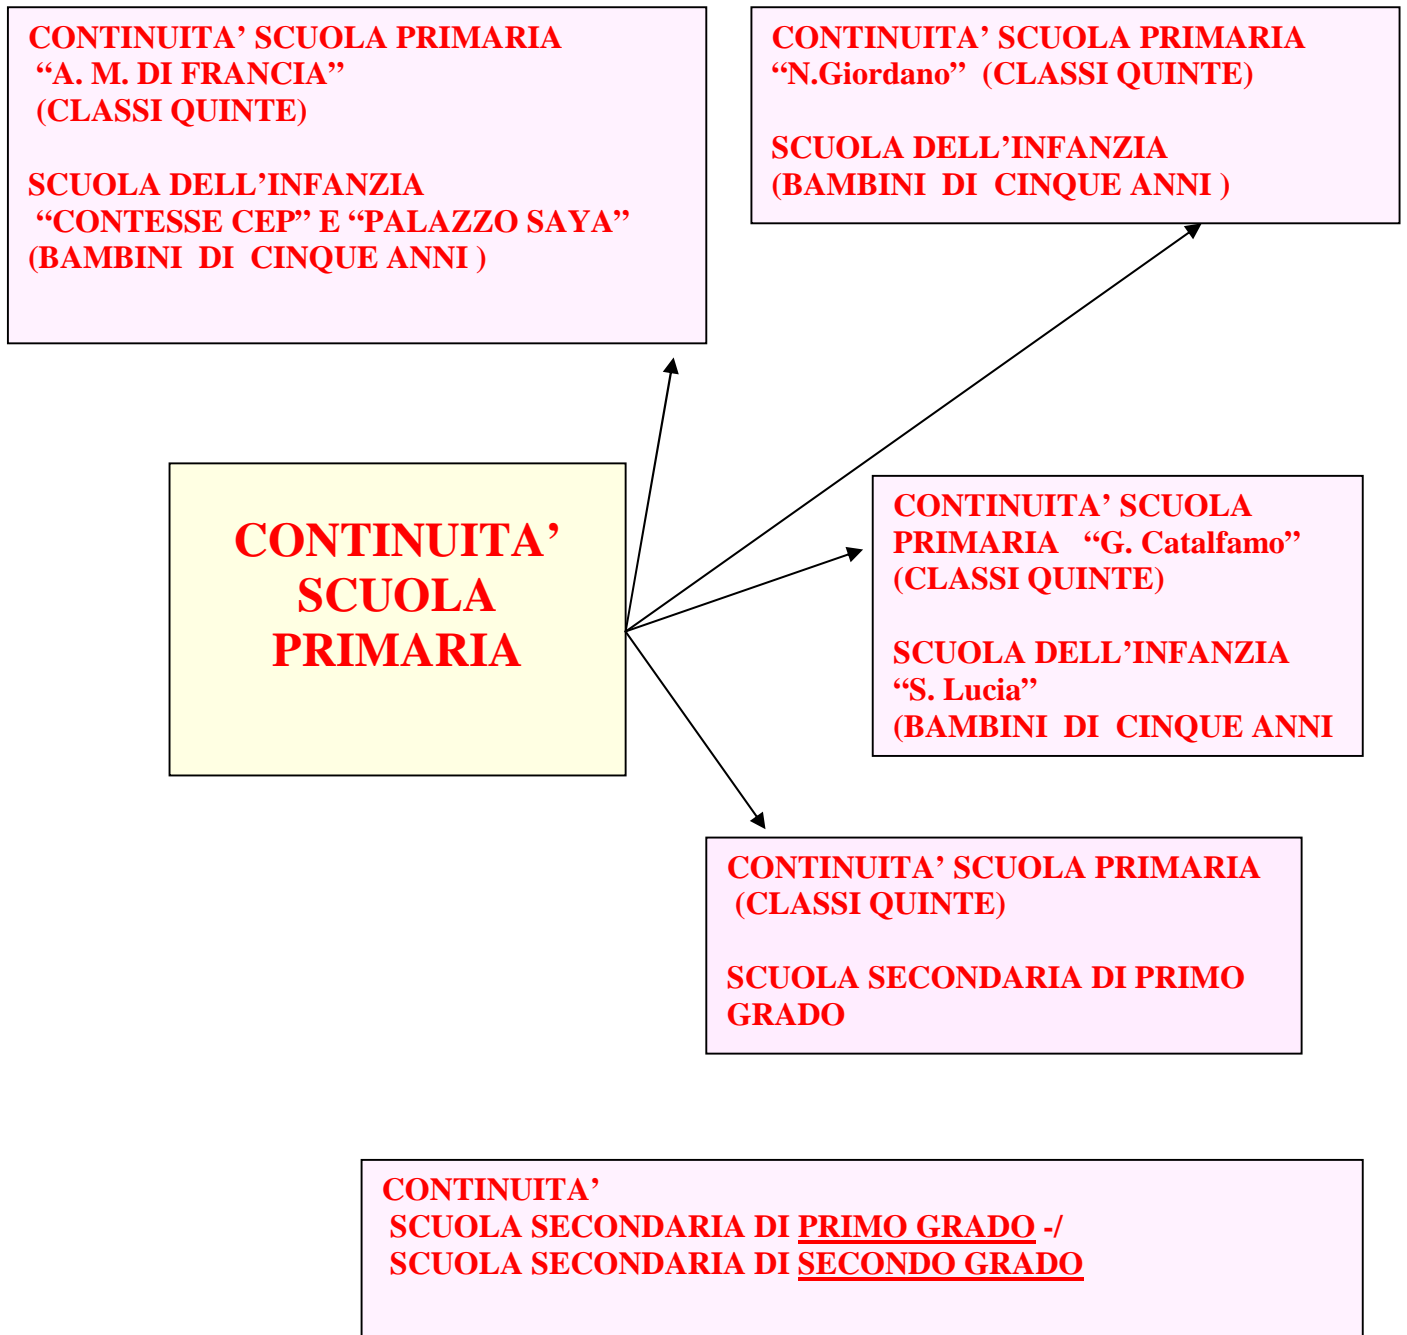 CONTINUITA’ SCUOLA PRIMARIA
“A. M. DI FRANCIA”
(CLASSI QUINTE)
SCUOLA DELL’INFANZIA
“CONTESSE CEP” E “PALAZZO SAYA”
(BAMBINI DI CINQUE ANNI )
CONTINUITA’ SCUOLA PRIMARIA
“N.Giordano” (CLASSI QUINTE)
SCUOLA DELL’INFANZIA
(BAMBINI DI CINQUE ANNI )
CONTINUITA’
SCUOLA
PRIMARIA
CONTINUITA’ SCUOLA
PRIMARIA “G. Catalfamo”
(CLASSI QUINTE)
SCUOLA DELL’INFANZIA
“S. Lucia”
(BAMBINI DI CINQUE ANNI
CONTINUITA’ SCUOLA PRIMARIA
(CLASSI QUINTE)
SCUOLA SECONDARIA DI PRIMO
GRADO
CONTINUITA’
SCUOLA SECONDARIA DI PRIMO GRADO -/
SCUOLA SECONDARIA DI SECONDO GRADO